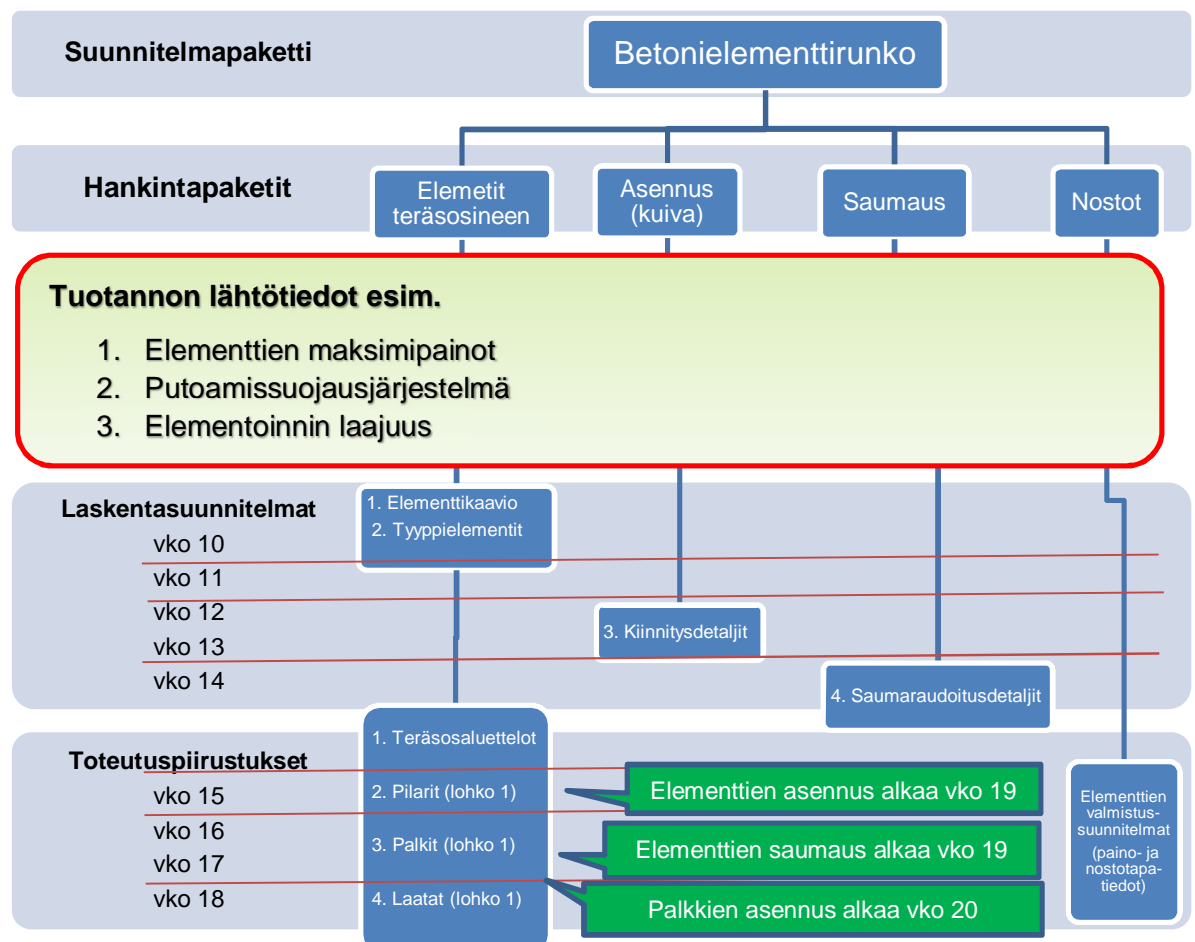 Suunnitelmapaketti
Betonielementtirunko
Hankintapaketit
Elemetit
teräsosineen
Asennus
(kuiva)
Saumaus
Nostot
Tuotannon lähtötiedot esim.
1. Elementtien maksimipainot
2. Putoamissuojausjärjestelmä
3. Elementoinnin laajuus
Laskentasuunnitelmat
vko 10
vko 11
vko 12
vko 13
vko 14
1. Elementtikaavio
2. Tyyppielementit
3. Kiinnitysdetaljit
4. Saumaraudoitusdetaljit
Toteutuspiirustukset
vko 15
vko 16
vko 17
vko 18
1. Teräsosaluettelot
2. Pilarit (lohko 1)
3. Palkit (lohko 1)
4. Laatat (lohko 1)
Elementtien asennus alkaa vko 19
Elementtien saumaus alkaa vko 19
Palkkien asennus alkaa vko 20
Elementtien
valmistus-
suunnitelmat
(paino- ja
nostotapa-
tiedot)